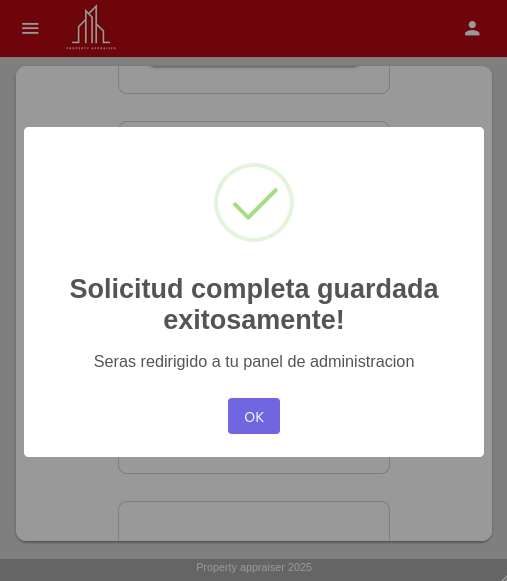 PROPERTY APPRAISER
Solicitud completa guardada
exitosamente!
Seras redirigido a tu panel de administracion
OK
Property appraiser 2025